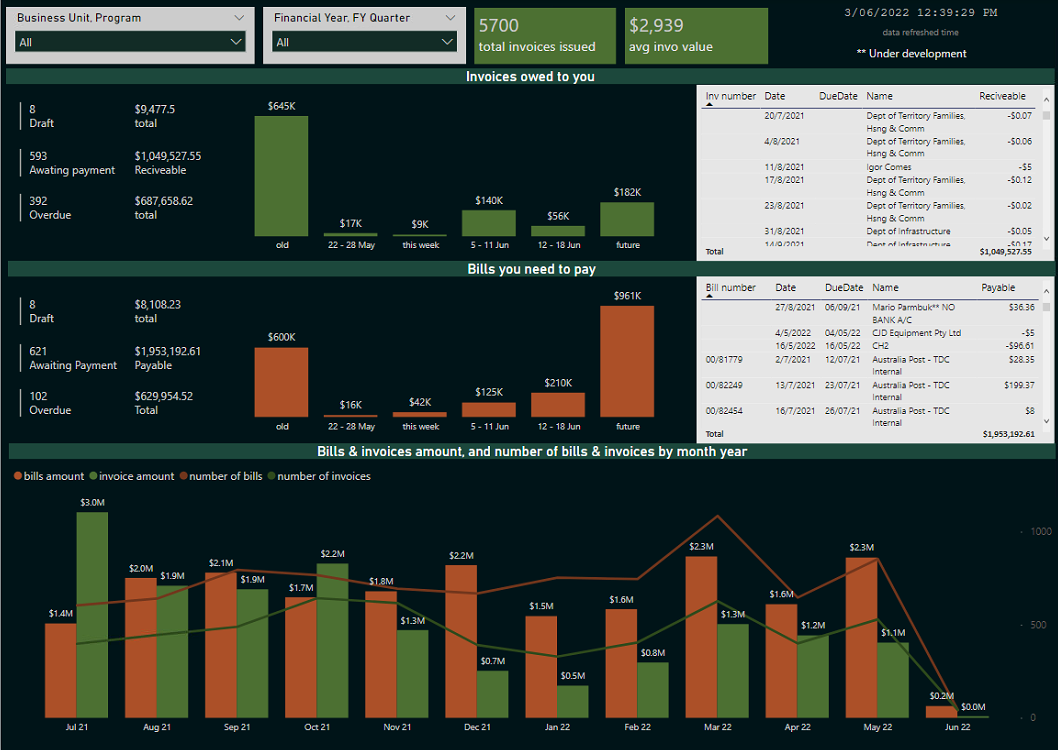 Business Unit, Program
All
Financial Year, FY Quarter
All
5700
total invoices issued
$2,939
avg invo value
3/06/2022 12:39:29 PM
data refreshed time
** Under development
Invoices owed to you
8
Draft
$9,477.5
total
593
Awating payment
$1,049,527.55
Reciveable
392
Overdue
$687,658.62
total
$645K
$17K
$9K
$140K
$56K
$182K
old
22 - 28 May
this week
5 - 11 Jun
12 - 18 Jun
future
Inv number Date DueDate Name Reciveable
20/7/2021 Dept of Territory Families, -$0.07
Hsng & Comm
4/8/2021 Dept of Territory Families, -$0.06
Hsng & Comm
11/8/2021 Igor Comes -$5
17/8/2021 Dept of Territory Families, -$0.12
Hsng & Comm
23/8/2021 Dept of Territory Families, -$0.02
Hsng & Comm
31/8/2021 Dept of Infrastructure -$0.05
14/9/2021 Dept of Infrastructure -$0.17
Total $1,049,527.55
Bills you need to pay
8
Draft
$8,108.23
total
621
Awaiting Payment
$1,953,192.61
Payable
102
Overdue
$629,954.52
Total
$600K
$16K
$42K
$125K
$210K
$961K
old
22 - 28 May
this week
5 - 11 Jun
12 - 18 Jun
future
Bill number Date DueDate Name Payable
27/8/2021 06/09/21 Mario Parmbuk** NO $36.36
BANK A/C
4/5/2022 04/05/22 CJD Equipment Pty Ltd -$5
16/5/2022 16/05/22 CH2 -$96.61
00/81779 2/7/2021 12/07/21 Australia Post - TDC $28.35
Internal
00/82249 13/7/2021 23/07/21 Australia Post - TDC $199.37
Internal
00/82454 16/7/2021 26/07/21 Australia Post - TDC $8
Internal
Total $1,953,192.61
Bills & invoices amount, and number of bills & invoices by month year
bills amount invoice amount number of bills number of invoices
$1.4M
$3.0M
$2.0M
$1.9M
$2.1M
$1.9M
$1.7M
$2.2M
$1.8M
$1.3M
$2.2M
$0.7M
$1.5M
$0.5M
$1.6M
$0.8M
$2.3M
$1.3M
$1.6M
$1.2M
$2.3M
$1.1M
$0.2M
$0.0M
1000
500
0
Jul 21
Aug 21
Sep 21
Oct 21
Nov 21
Dec 21
Jan 22
Feb 22
Mar 22
Apr 22
May 22
Jun 22